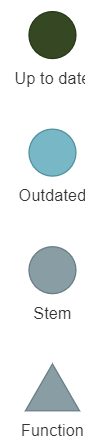 Up to date
Outdated
Stem
Function